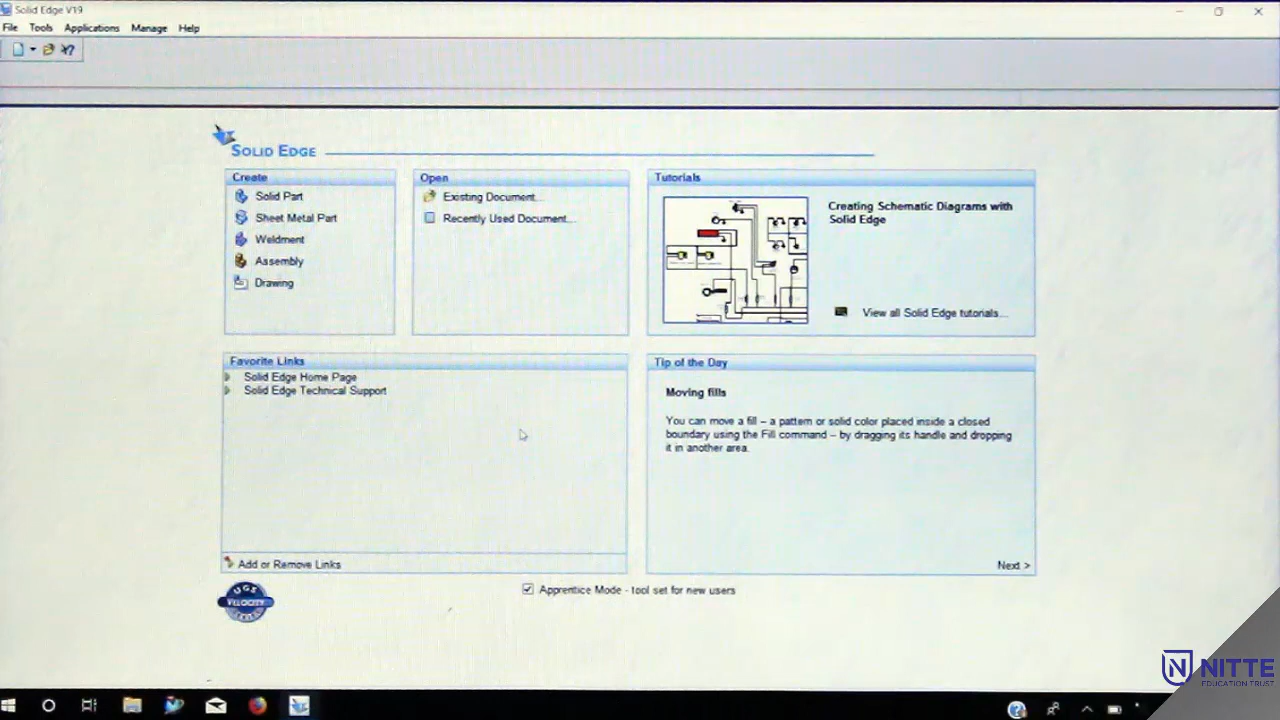 Solid Edge V19
File Tools Applications Manage Help
SOLID EDGE
Create
Solid Part
Sheet Metal Part
Weldment
Assembly
Drawing
Open
Existing Document...
Recently Used Document...
Tutorials
Creating Schematic Diagrams with
Solid Edge
View all Solid Edge tutorials...
Favorite Links
Solid Edge Home Page
Solid Edge Technical Support
Add or Remove Links
Tip of the Day
Moving fills
You can move a fill – a pattern or solid color placed inside a closed
boundary using the Fill command – by dragging its handle and dropping
it in another area.
Next >
UGS
VELOCITY
SERIES
Apprentice Mode - tool set for new users
N NITTE
EDUCATION TRUST